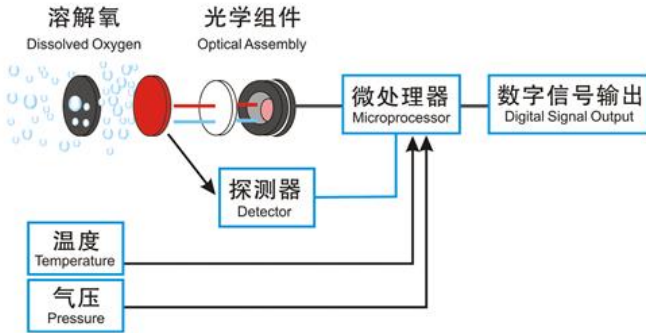 溶解氧
Dissolved Oxygen
光学组件
Optical Assembly
微处理器
Microprocessor
数字信号输出
Digital Signal Output
探测器
Detector
温度
Temperature
气压
Pressure